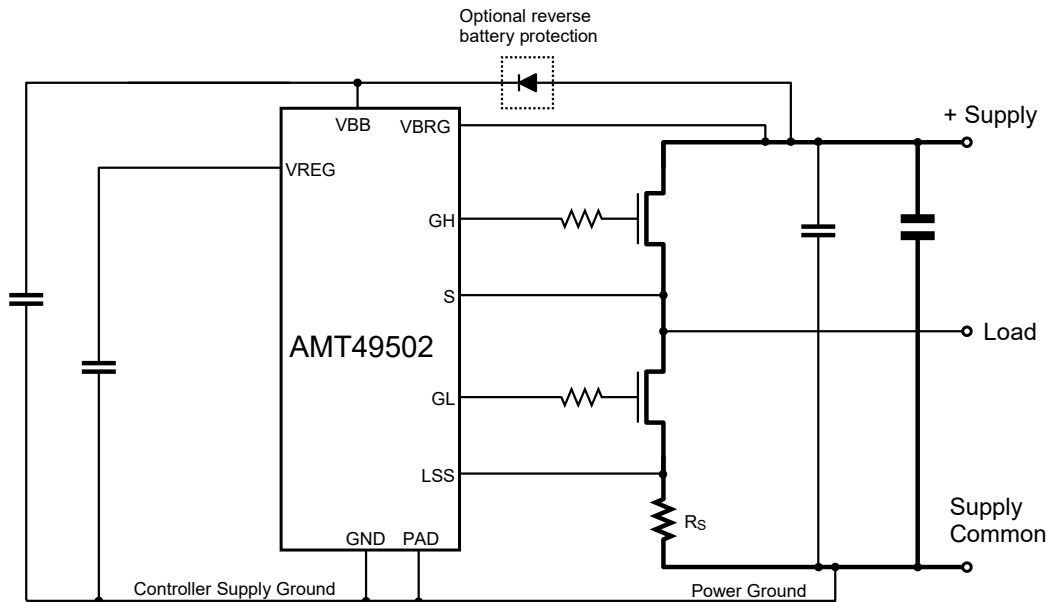 Optional reverse
battery protection
VBB
VBRG
+ Supply
VREG
GH
S
Load
AMT49502
GL
LSS
RS
Supply
Common
GND
PAD
Controller Supply Ground
Power Ground